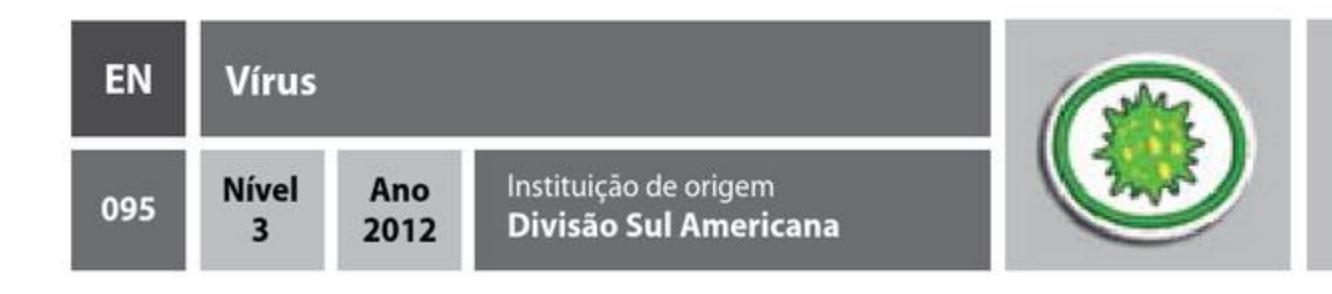 EN
Vírus
095
Nível
3
Ano
2012
Instituição de origem
Divisão Sul Americana